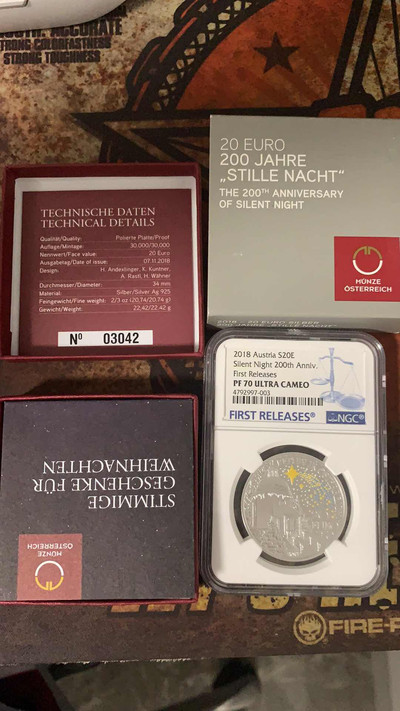 STRONG COLORFASTNESS
STRONG TOUGHNESS
20 EURO
200 JAHRE
„STILLE NACHT“
THE 200TH ANNIVERSARY
OF SILENT NIGHT
MÜNZE
ÖSTERREICH
TECHNISCHE DATEN
TECHNICAL DETAILS
Qualität/Quality: Polierte Platte/Proof
Auflage/Mintage: 30.000/30,000
Nennwert/Face value: 20 Euro
Ausgabetag/Date of issue: 07.11.2018
Design: H. Andexlinger, K. Kuntner,
A. Rastl, H. Wähner
Durchmesser/Diameter: 34 mm
Material: Silber/Silver Ag 925
Feingewicht/Fine weight: 2/3 oz (20,74/20.74 g)
Gewicht/Weight: 22,42/22.42 g
Nº 03042
2018 Austria S20E
Silent Night 200th Anniv.
First Releases
PF 70 ULTRA CAMEO
4792997-003
FIRST RELEASES
NGC
STIMMIGE
GESCHENKE FÜR
WEIHNACHTEN
MÜNZE
ÖSTERREICH